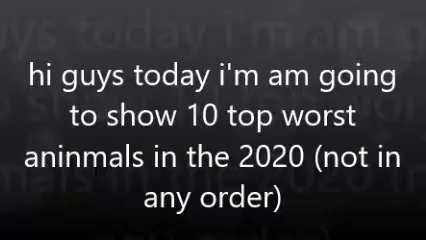 hi guys today i'm am going
to show 10 top worst
aninmals in the 2020 (not in
any order)